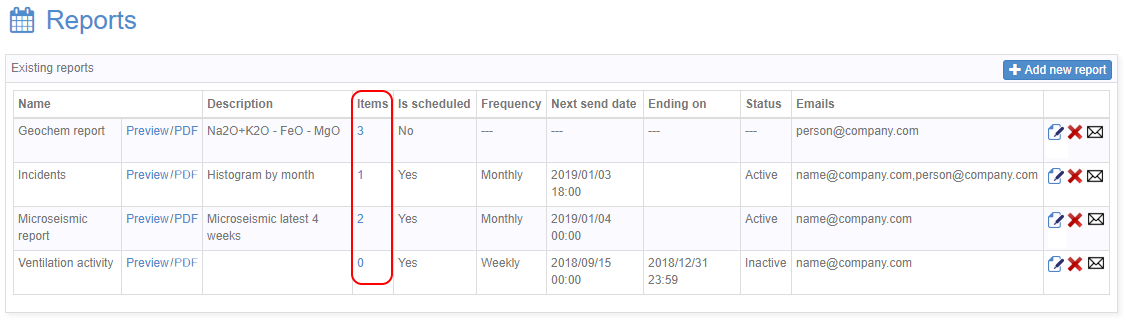 Reports
Existing reports
Add new report
Name Description Items Is scheduled Frequency Next send date Ending on Status Emails
Geochem report Preview/PDF Na2O+K2O - FeO - MgO 3 No --- --- --- --- person@company.com
Incidents Preview/PDF Histogram by month 1 Yes Monthly 2019/01/03 Active name@company.com,person@company.com
18:00
Microseismic Preview/PDF Microseismic latest 4 2 Yes Monthly 2019/01/04 Active name@company.com
report weeks 00:00
Ventilation activity Preview/PDF 0 Yes Weekly 2018/09/15 2018/12/31 Inactive name@company.com
00:00 23:59